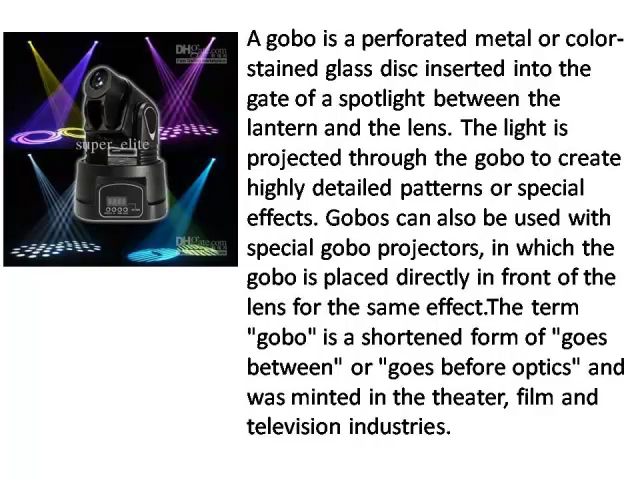 DHgate.com
super_elite
DHgate.com
A gobo is a perforated metal or color-
stained glass disc inserted into the
gate of a spotlight between the
lantern and the lens. The light is
projected through the gobo to create
highly detailed patterns or special
effects. Gobos can also be used with
special gobo projectors, in which the
gobo is placed directly in front of the
lens for the same effect.The term
"gobo" is a shortened form of "goes
between" or "goes before optics" and
was minted in the theater, film and
television industries.